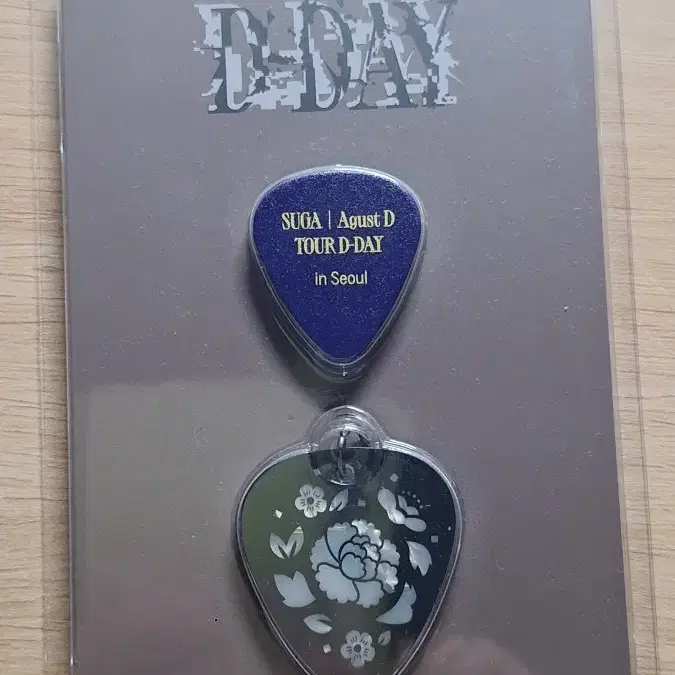 D-DAY
SUGA | Agust D
TOUR D-DAY
in Seoul